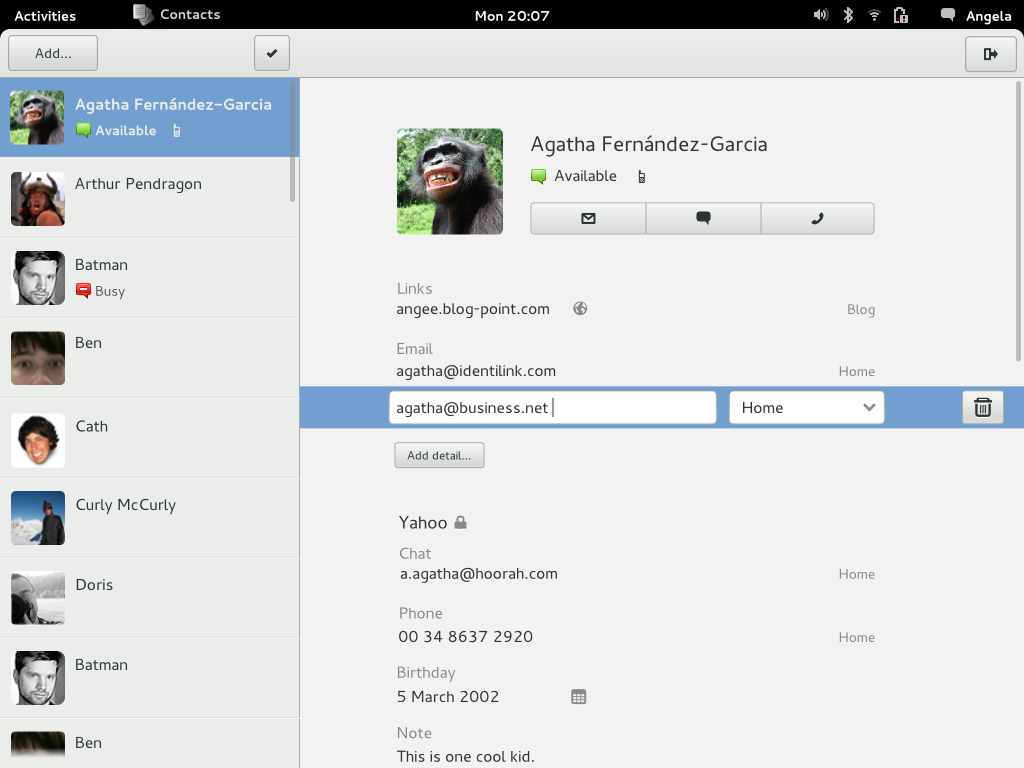 Activities Contacts Mon 20:07 Angela
Add...
Agatha Fernández-Garcia
Available
Arthur Pendragon
Batman
Busy
Ben
Cath
Curly McCurly
Doris
Batman
Ben
Agatha Fernández-Garcia
Available
Links
angee.blog-point.com Blog
Email
agatha@identilink.com Home
agatha@business.net Home
Add detail...
Yahoo
Chat
a.agatha@hoorah.com Home
Phone
00 34 8637 2920 Home
Birthday
5 March 2002
Note
This is one cool kid.